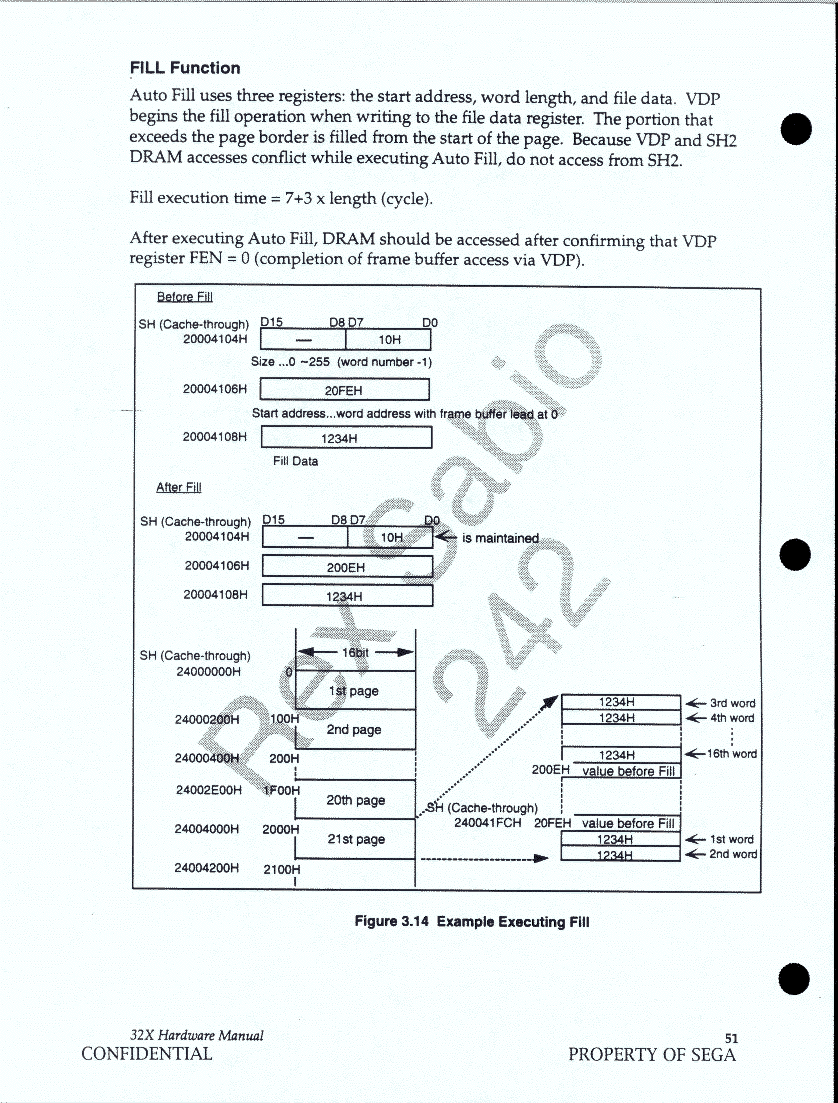 FILL Function
Auto Fill uses three registers: the start address, word length, and file data. VDP
begins the fill operation when writing to the file data register. The portion that
exceeds the page border is filled from the start of the page. Because VDP and SH2
DRAM accesses conflict while executing Auto Fill, do not access from SH2.
Fill execution time = 7+3 x length (cycle).
After executing Auto Fill, DRAM should be accessed after confirming that VDP
register FEN = 0 (completion of frame buffer access via VDP).
Before Fill
SH (Cache-through) D15 D8 D7 D0
20004104H — 10H
Size ...0 ~255 (word number -1)
20004106H 20FEH
Start address...word address with frame buffer lead at 0
20004108H 1234H
Fill Data
After Fill
SH (Cache-through) D15 D8 D7 D0
20004104H — 10H is maintained
20004106H 200EH
20004108H 1234H
SH (Cache-through) 16bit
24000000H 0
1st page
24000200H 100H
2nd page
24000400H 200H
24002E00H 1F00H
20th page
24004000H 2000H
21st page
24004200H 2100H
1234H 3rd word
1234H 4th word
1234H 16th word
200EH value before Fill
SH (Cache-through)
240041FCH 20FEH value before Fill
1234H 1st word
1234H 2nd word
Figure 3.14 Example Executing Fill
32X Hardware Manual
CONFIDENTIAL
51
PROPERTY OF SEGA
Rex Sabio
242